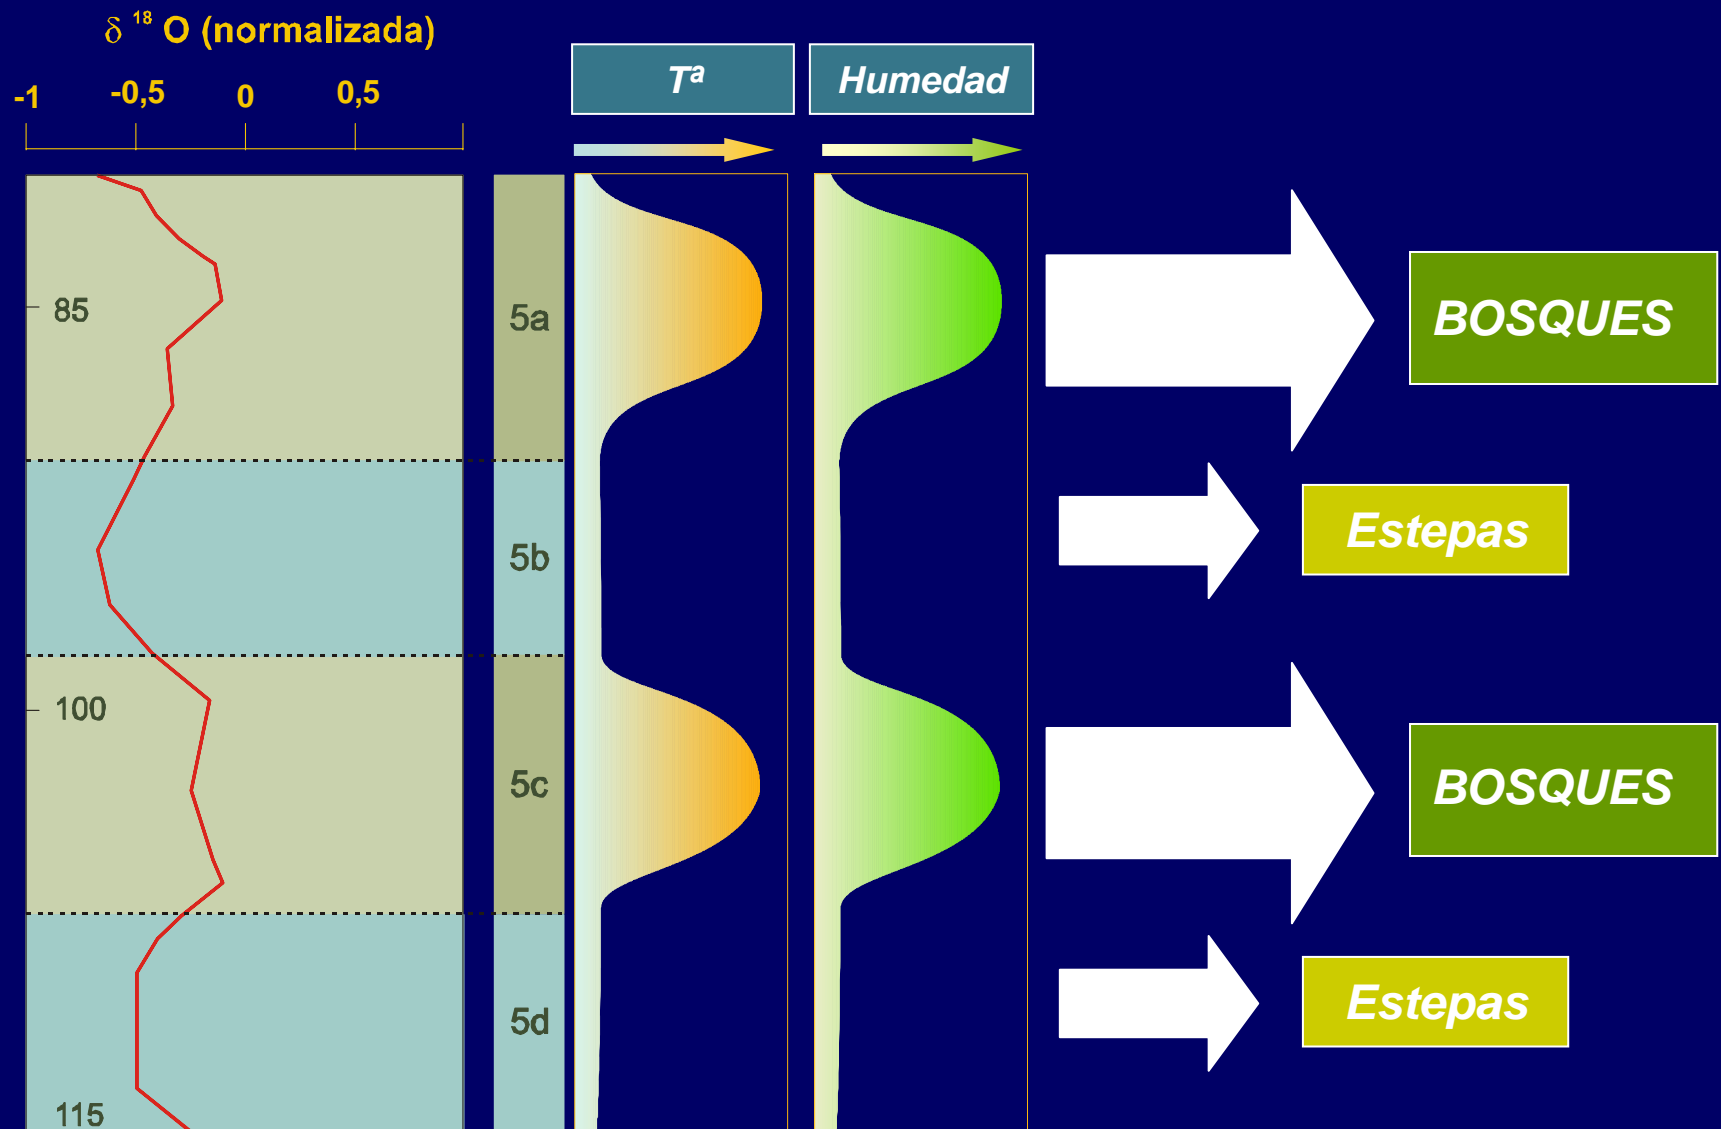 δ 18 O (normalizada)
-1 -0,5 0 0,5
Tª
Humedad
85
5a
BOSQUES
5b
Estepas
100
5c
BOSQUES
5d
Estepas
115